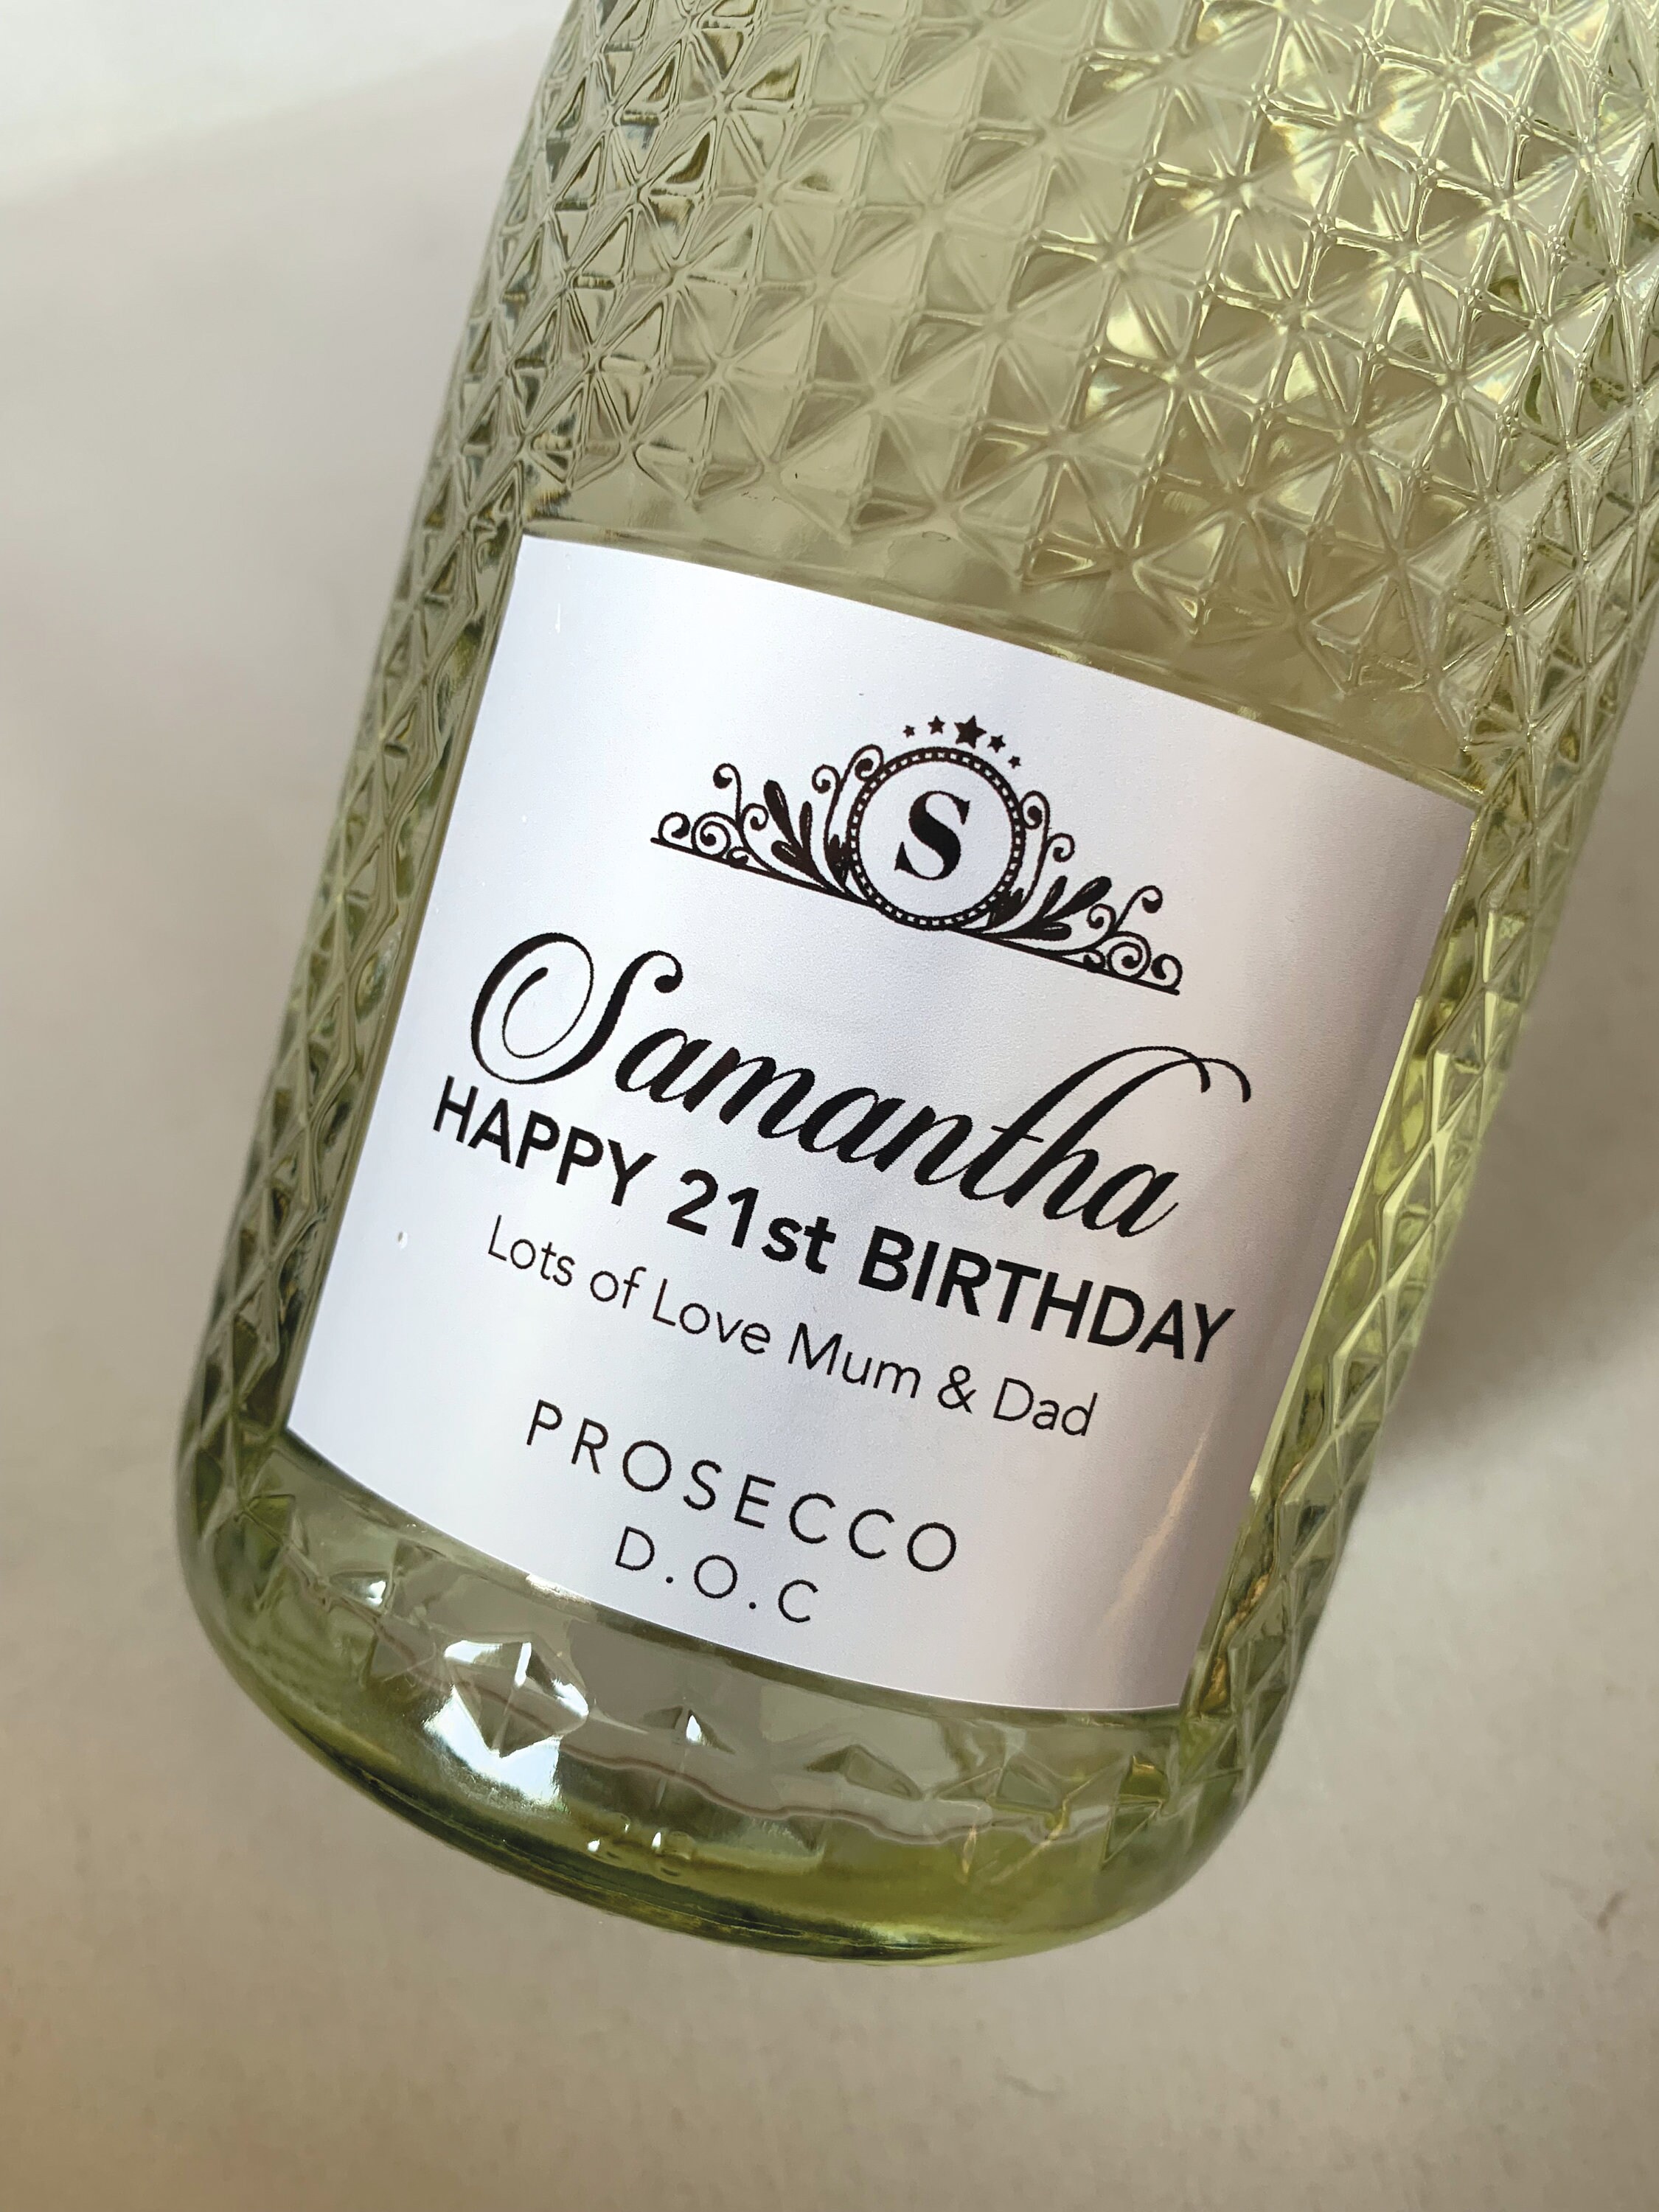 S
Samantha
HAPPY 21st BIRTHDAY
Lots of Love Mum & Dad
PROSECCO
D.O.C